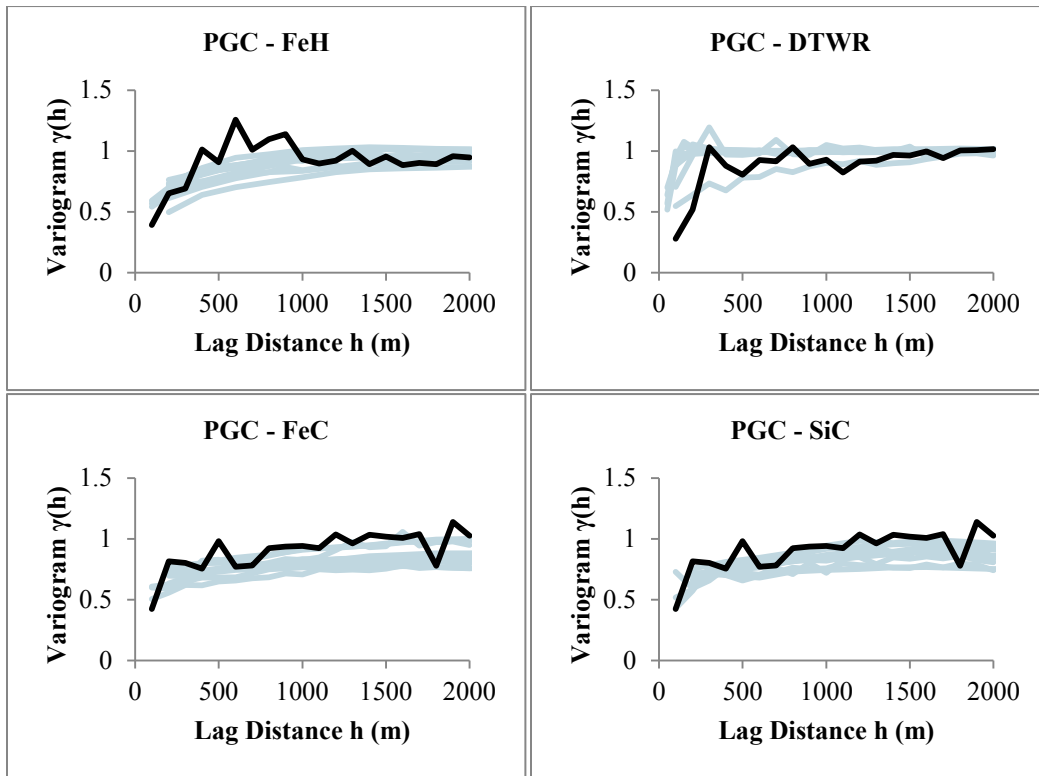 PGC - FeH
Variogram γ(h)
1.5
1
0.5
0
0 500 1000 1500 2000
Lag Distance h (m)
PGC - DTWR
Variogram γ(h)
1.5
1
0.5
0
0 500 1000 1500 2000
Lag Distance h (m)
PGC - FeC
Variogram γ(h)
1.5
1
0.5
0
0 500 1000 1500 2000
Lag Distance h (m)
PGC - SiC
Variogram γ(h)
1.5
1
0.5
0
0 500 1000 1500 2000
Lag Distance h (m)